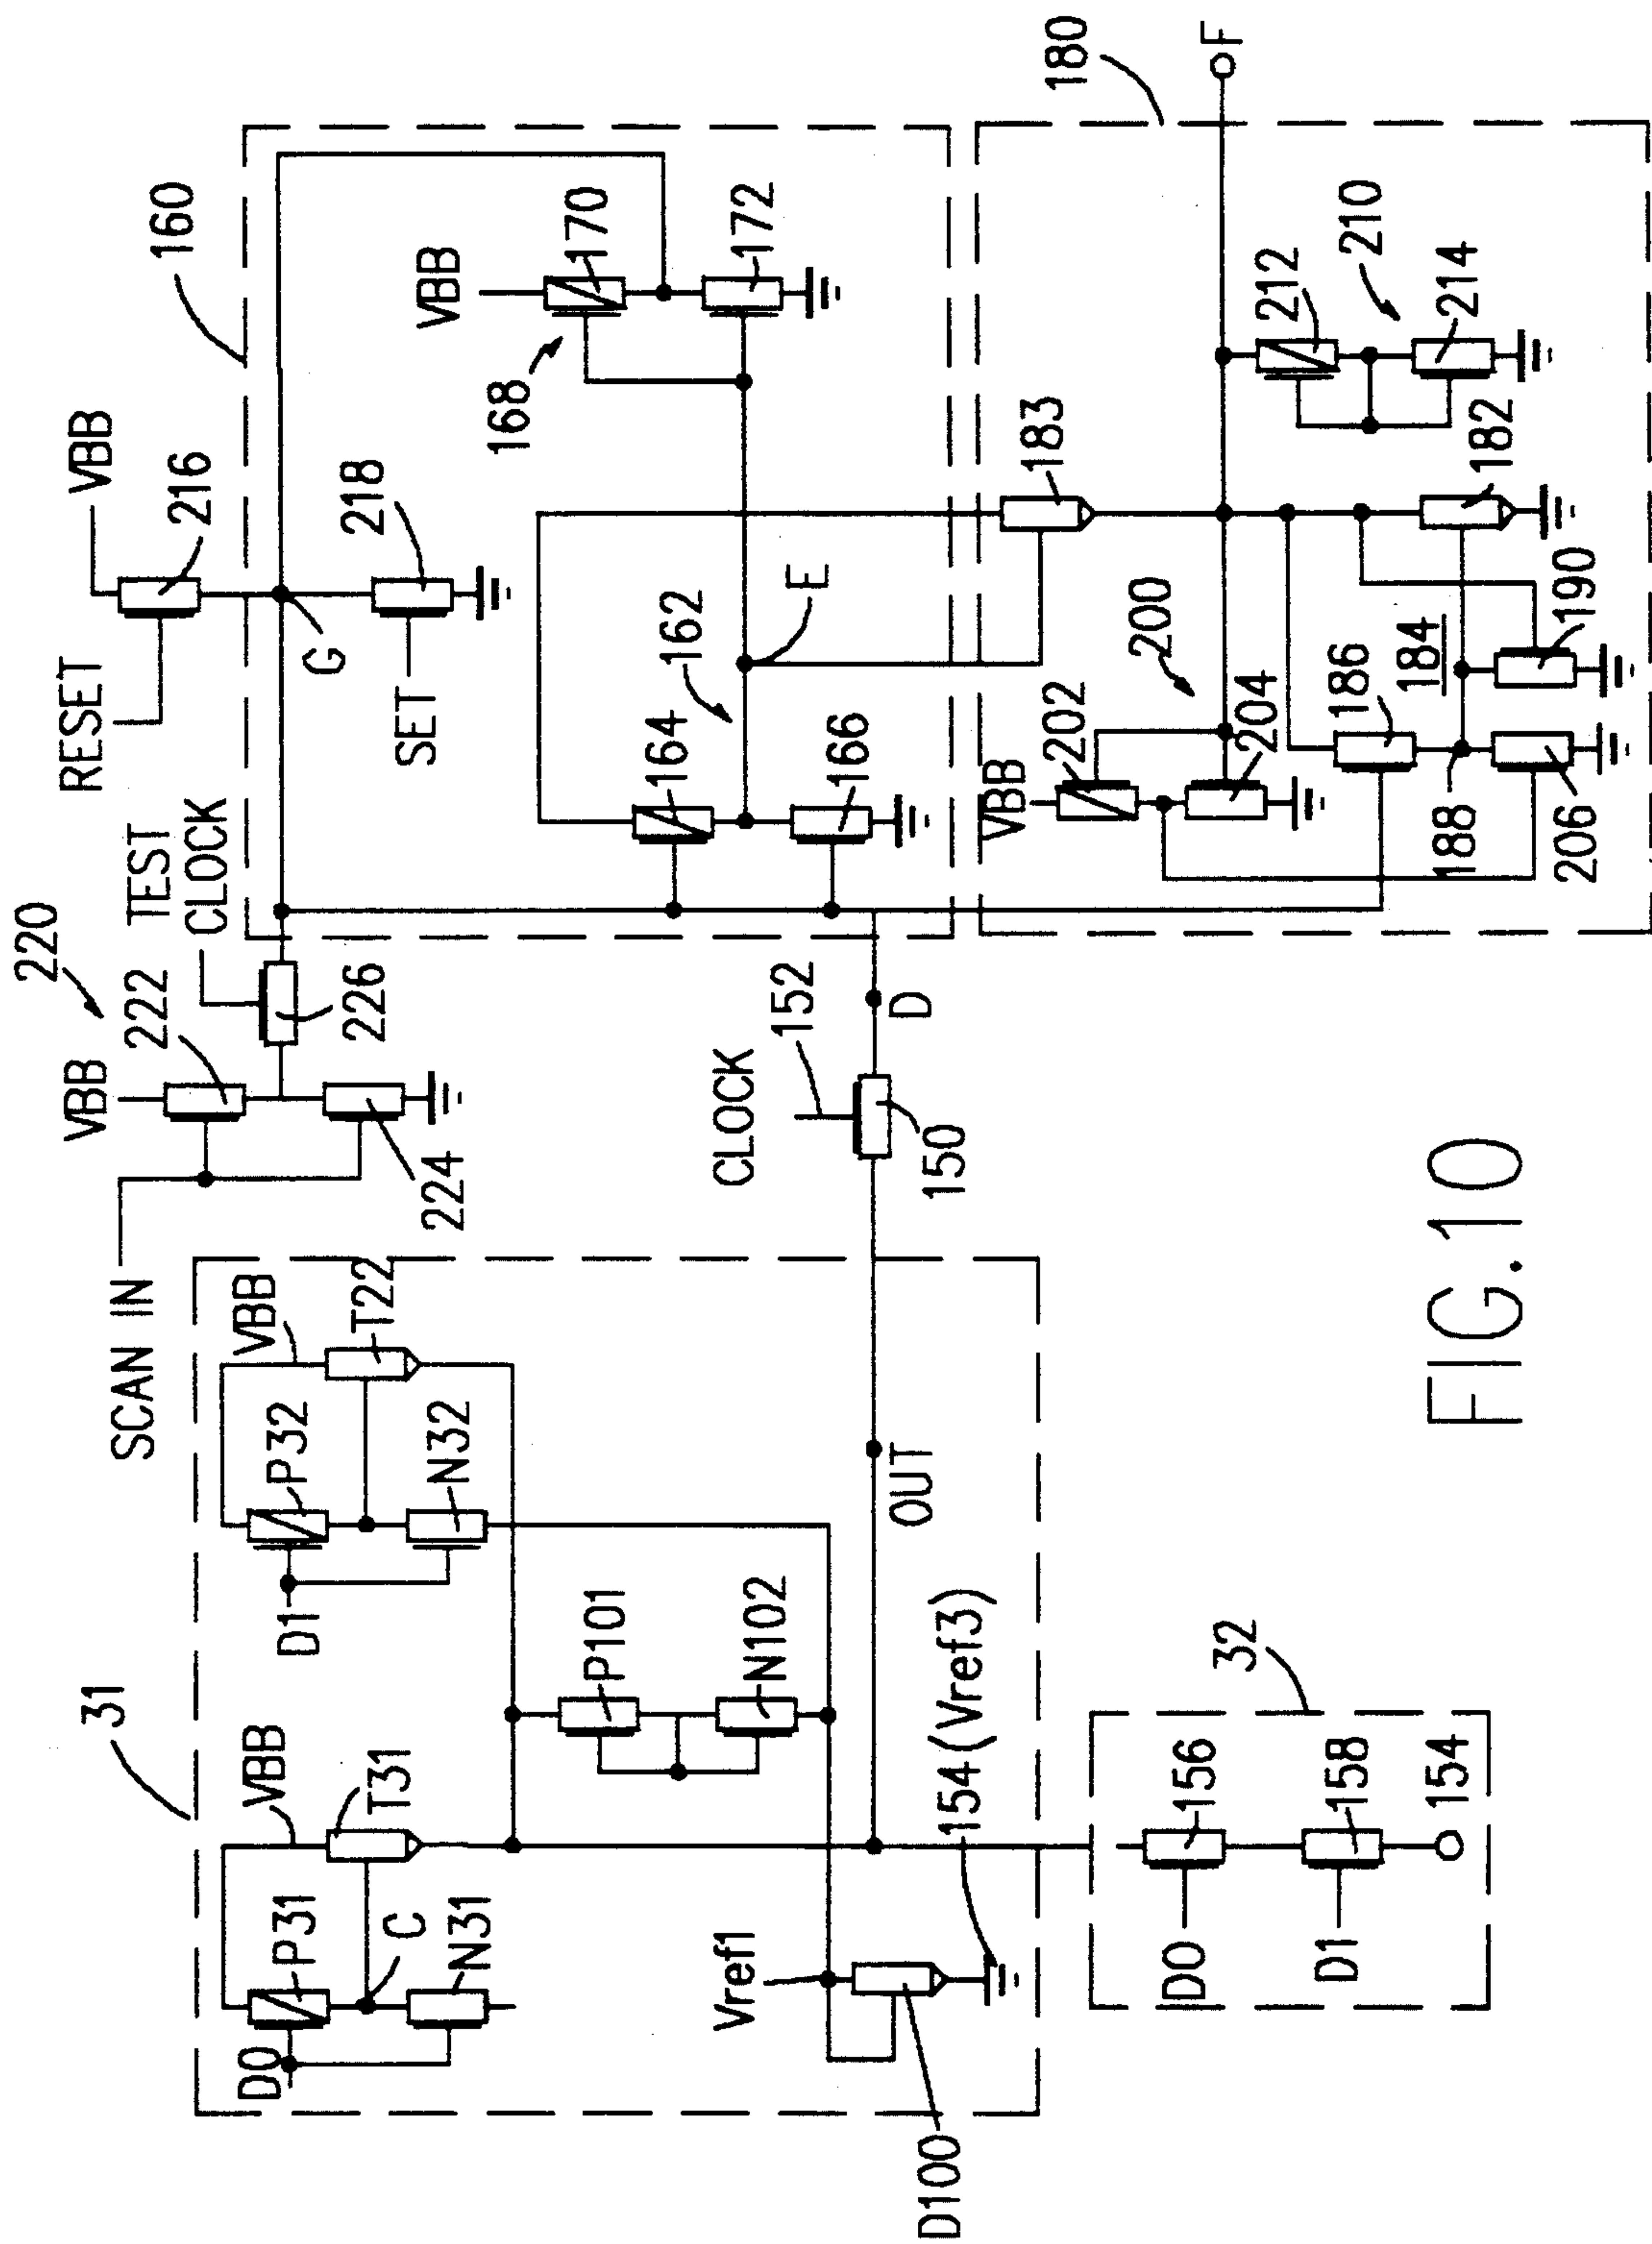 220
VBB
222
TEST
CLOCK
RESET
VBB
216
160
SCAN IN
224
226
G
SET
218
VBB
168
170
172
31
VBB
T31
P31
D0
C
N31
VBB
T22
P32
D1
N32
P101
N102
Vref1
OUT
154(Vref3)
D100
CLOCK
152
150
D
164
162
166
E
183
180
F
VBB
202
200
204
212
210
214
182
186
184
190
188
206
32
D0
156
D1
158
154
FIG. 10